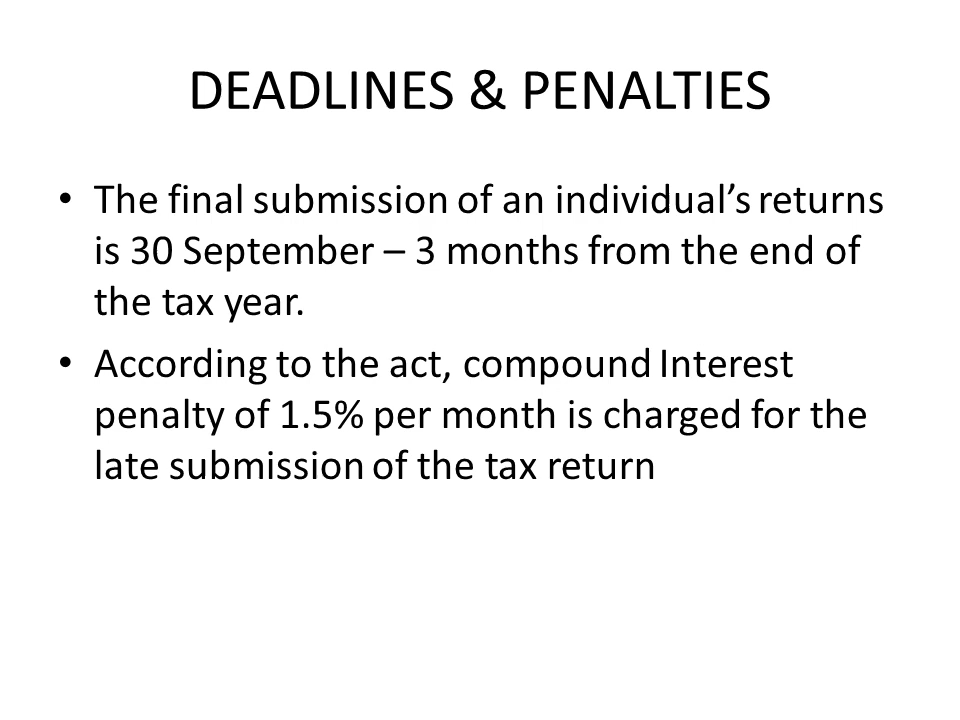 DEADLINES & PENALTIES
• The final submission of an individual’s returns
is 30 September – 3 months from the end of
the tax year.
• According to the act, compound Interest
penalty of 1.5% per month is charged for the
late submission of the tax return